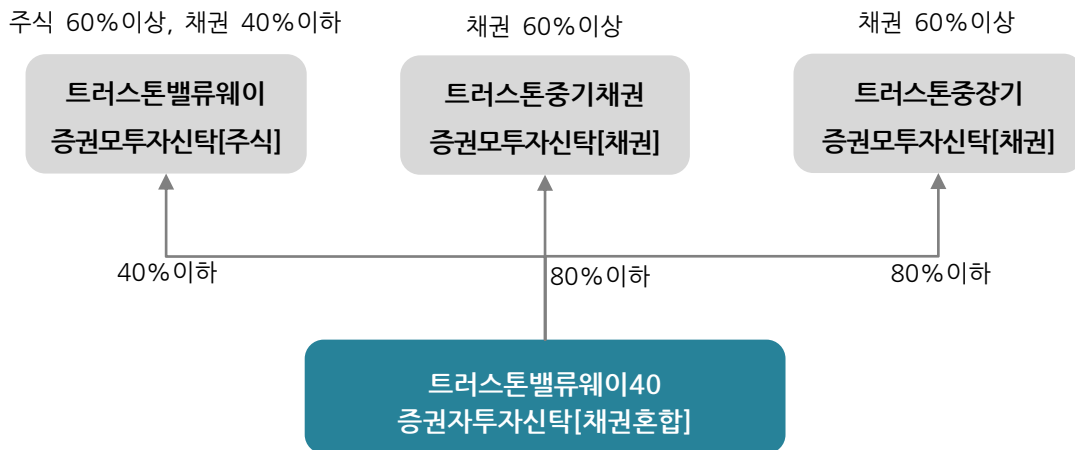 주식 60%이상, 채권 40%이하
채권 60%이상
채권 60%이상
트러스톤밸류웨이
증권모투자신탁[주식]
트러스톤중기채권
증권모투자신탁[채권]
트러스톤중장기
증권모투자신탁[채권]
40%이하
80%이하
80%이하
트러스톤밸류웨이40
증권자투자신탁[채권혼합]